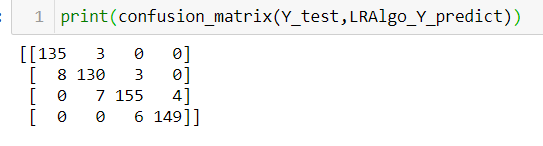 1 print(confusion_matrix(Y_test,LRAlgo_Y_predict))
[[135   3   0   0]
 [  8 130   3   0]
 [  0   7 155   4]
 [  0   0   6 149]]